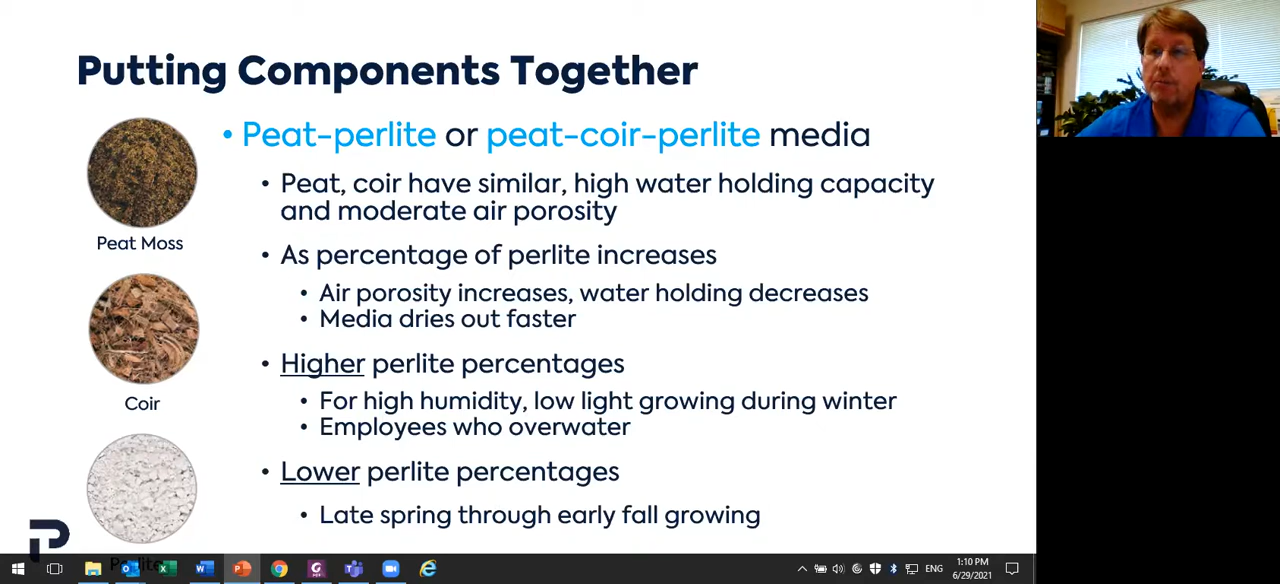 Putting Components Together
• Peat-perlite or peat-coir-perlite media
• Peat, coir have similar, high water holding capacity
and moderate air porosity
Peat Moss
• As percentage of perlite increases
• Air porosity increases, water holding decreases
• Media dries out faster
• Higher perlite percentages
Coir
• For high humidity, low light growing during winter
• Employees who overwater
• Lower perlite percentages
• Late spring through early fall growing
ENG
1:10 PM
6/29/2021